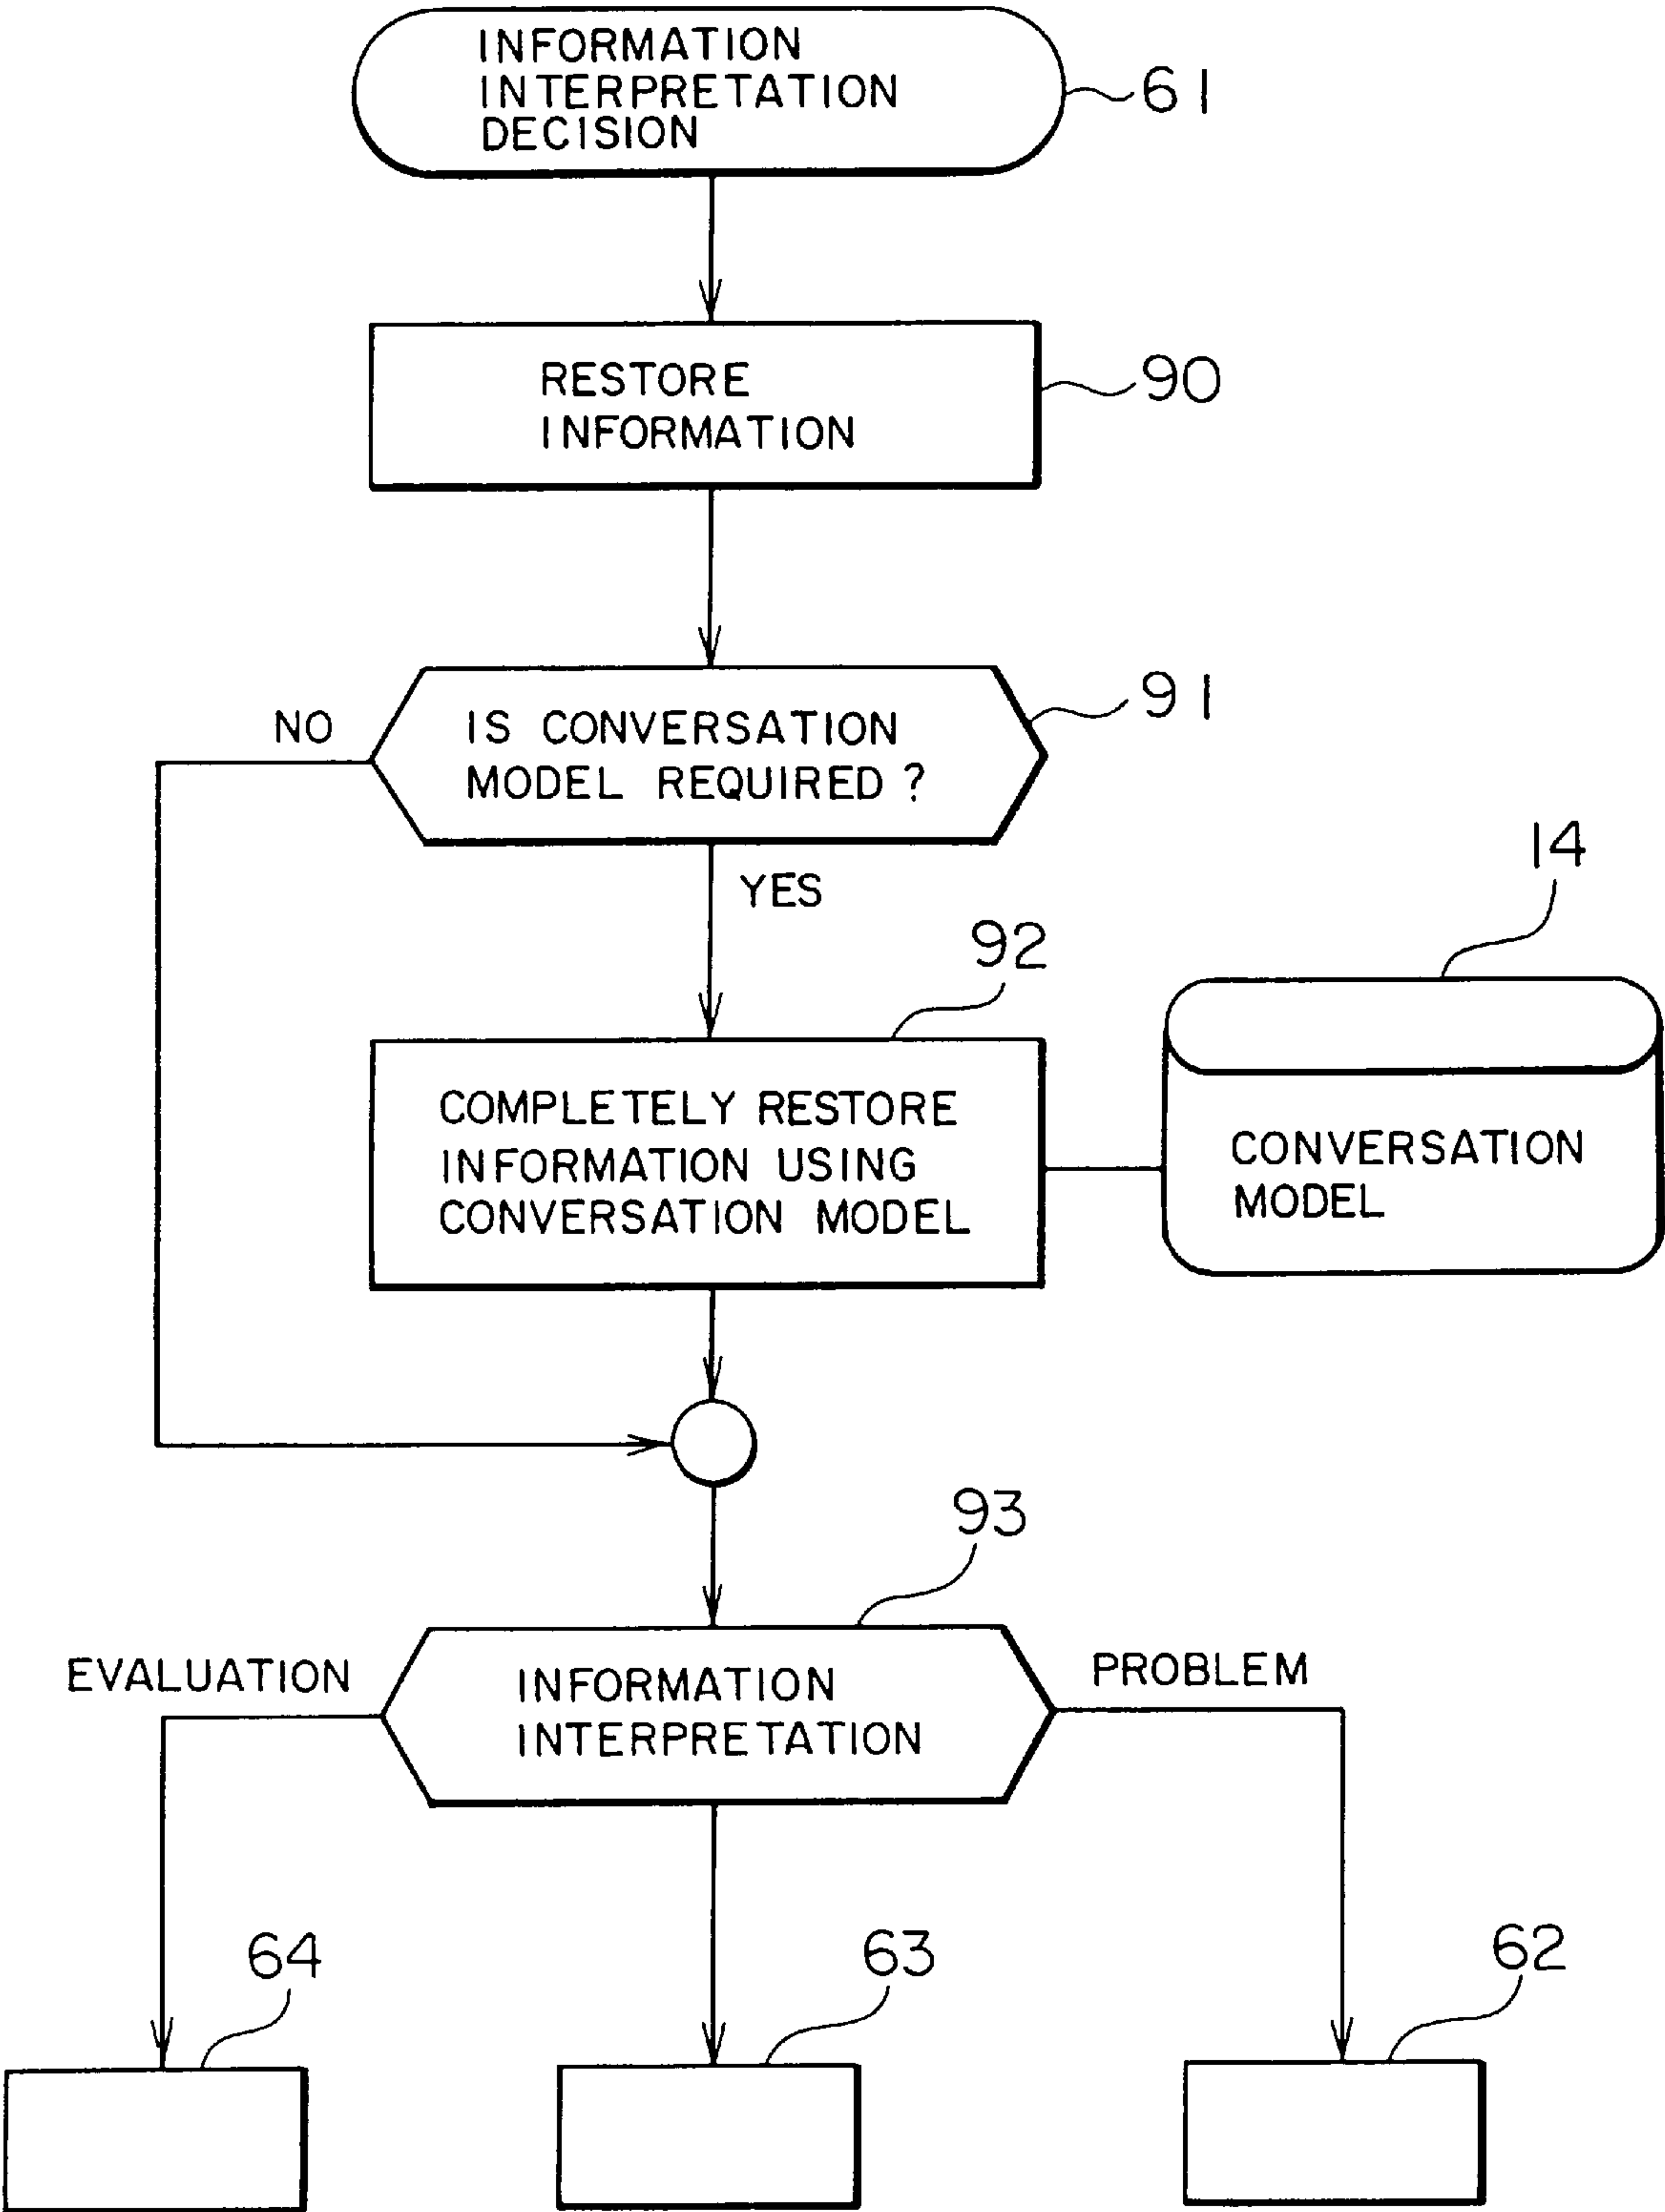 INFORMATION
INTERPRETATION
DECISION
61
RESTORE
INFORMATION
90
NO
IS CONVERSATION
MODEL REQUIRED ?
91
YES
14
92
COMPLETELY RESTORE
INFORMATION USING
CONVERSATION MODEL
CONVERSATION
MODEL
93
EVALUATION
INFORMATION
INTERPRETATION
PROBLEM
64
63
62